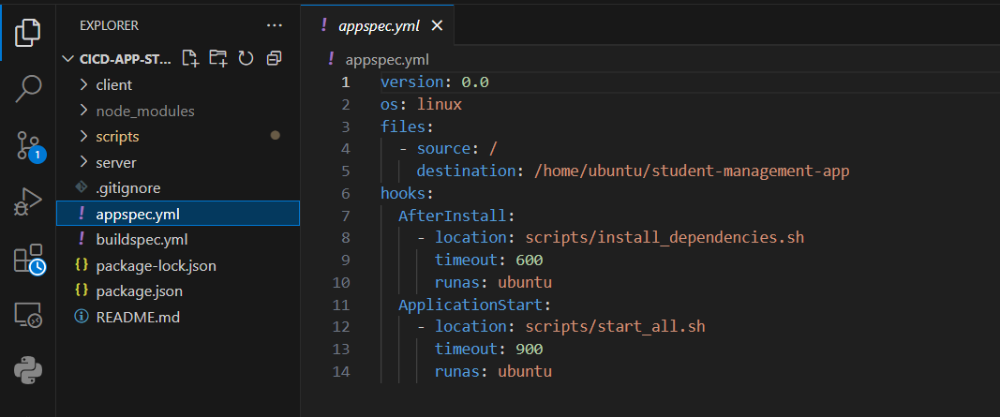 EXPLORER
CICD-APP-ST...
client
node_modules
scripts
server
.gitignore
appspec.yml
buildspec.yml
package-lock.json
package.json
README.md
1
appspec.yml
appspec.yml
1 version: 0.0
2 os: linux
3 files:
4 - source: /
5 destination: /home/ubuntu/student-management-app
6 hooks:
7 AfterInstall:
8 - location: scripts/install_dependencies.sh
9 timeout: 600
10 runas: ubuntu
11 ApplicationStart:
12 - location: scripts/start_all.sh
13 timeout: 900
14 runas: ubuntu